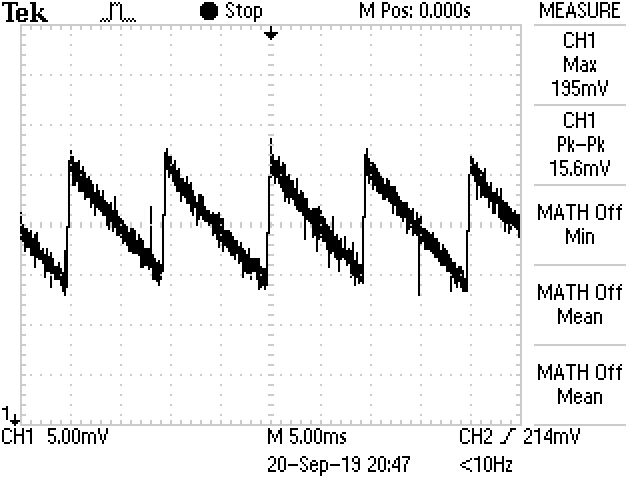 Tek Stop M Pos: 0.000s MEASURE
CH1
Max
195mV
CH1
Pk-Pk
15.6mV
MATH Off
Min
MATH Off
Mean
MATH Off
Mean
1
CH1 5.00mV M 5.00ms CH2 214mV
20-Sep-19 20:47 <10Hz